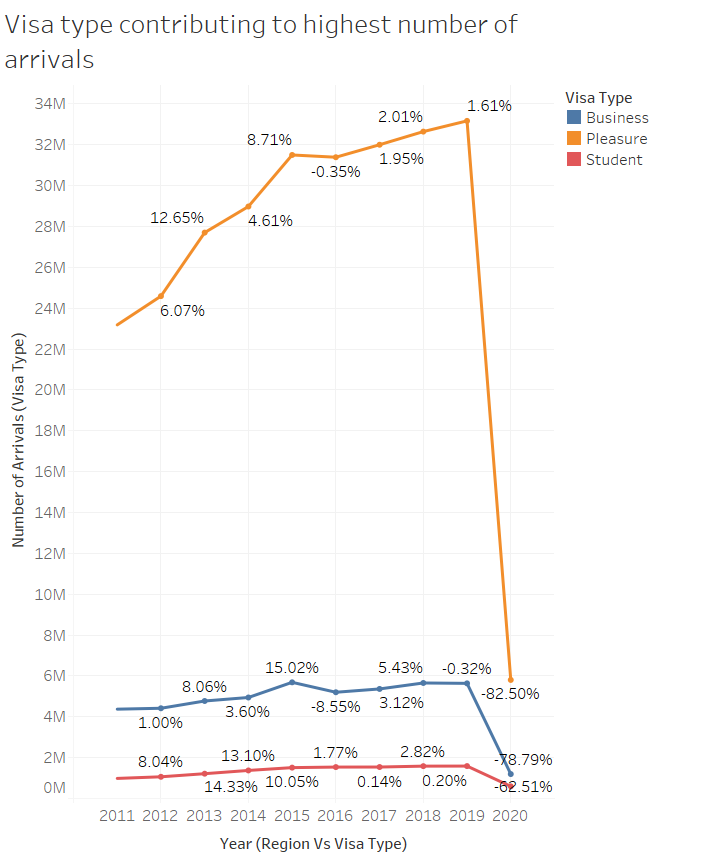 Visa type contributing to highest number of
arrivals
Visa Type
Business
Pleasure
Student
Number of Arrivals (Visa Type)
34M
32M
30M
28M
26M
24M
22M
20M
18M
16M
14M
12M
10M
8M
6M
4M
2M
0M
6.07%
12.65%
4.61%
8.71%
-0.35%
1.95%
2.01%
1.61%
-82.50%
1.00%
8.06%
3.60%
15.02%
-8.55%
3.12%
5.43%
-0.32%
-78.79%
8.04%
14.33%
13.10%
10.05%
1.77%
0.14%
2.82%
0.20%
-62.51%
2011 2012 2013 2014 2015 2016 2017 2018 2019 2020
Year (Region Vs Visa Type)